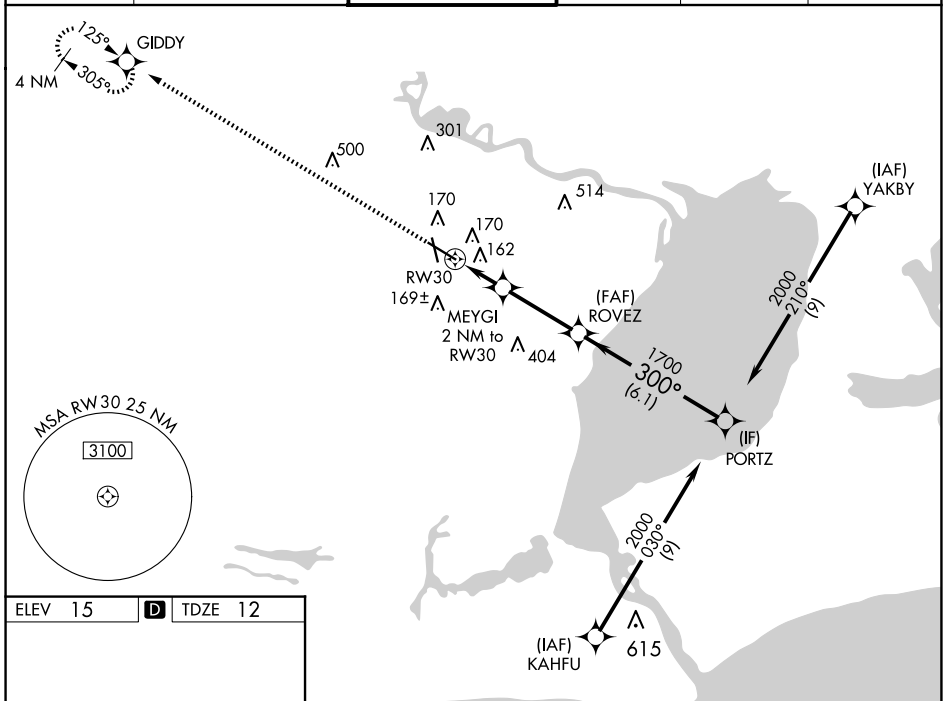 125°
GIDDY
4 NM
305°
500
301
170
170
162
514
(IAF)
YAKBY
RW30
169±
MEYGI
2 NM to
RW30
404
(FAF)
ROVEZ
2000
210°
(9)
1700
300°
(6.1)
(IF)
PORTZ
MSA RW30 25 NM
3100
2000
030°
(9)
ELEV 15 D TDZE 12
(IAF)
KAHFU
615